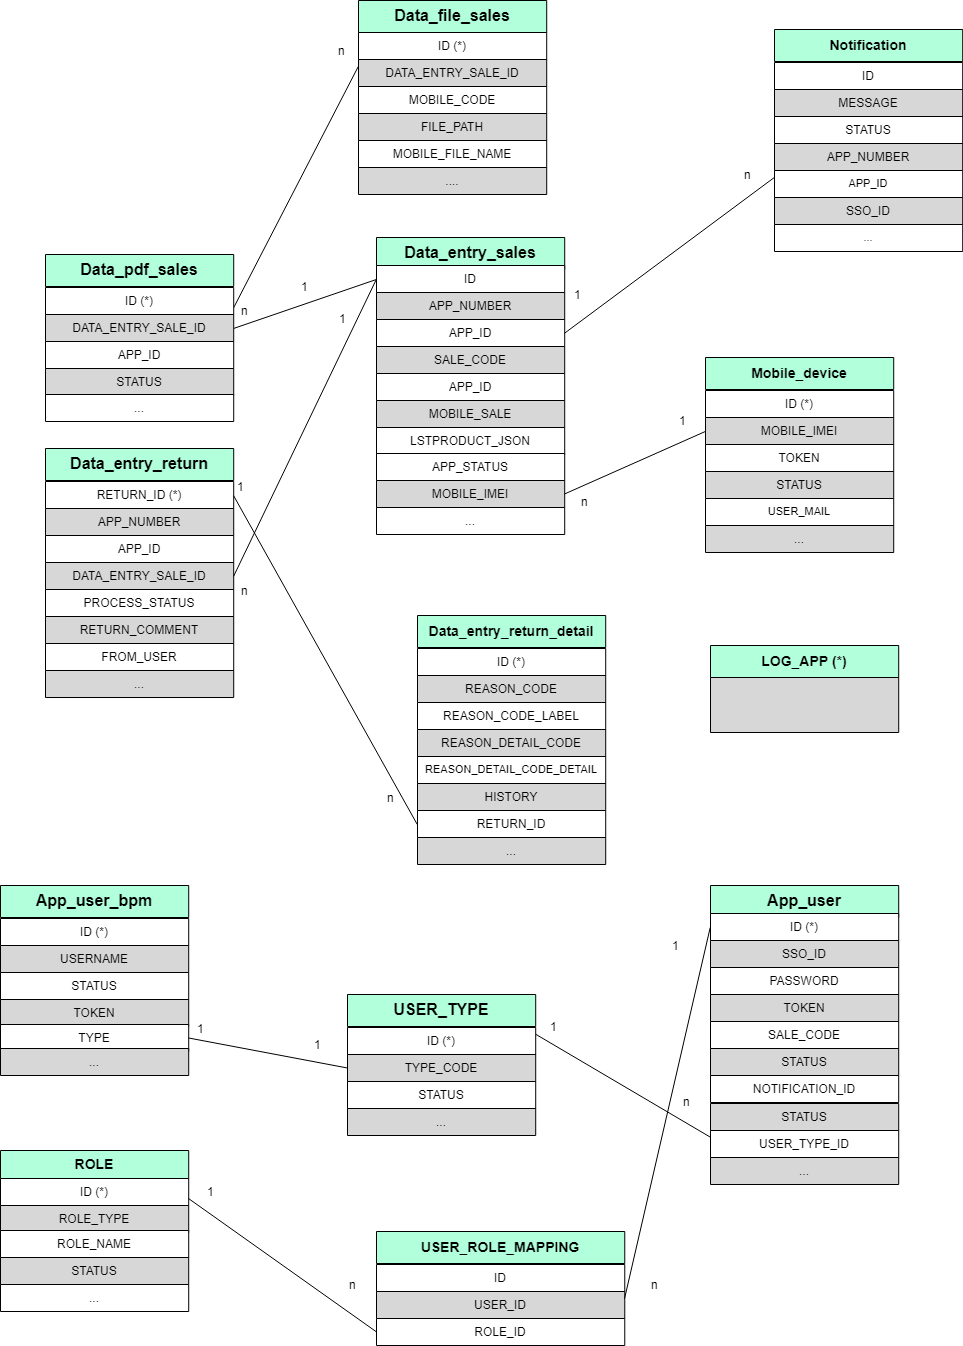 Data_file_sales
ID (*)
DATA_ENTRY_SALE_ID
MOBILE_CODE
FILE_PATH
MOBILE_FILE_NAME
....
n
Notification
ID
MESSAGE
STATUS
APP_NUMBER
APP_ID
SSO_ID
...
n
Data_pdf_sales
ID (*)
DATA_ENTRY_SALE_ID
APP_ID
STATUS
...
n
1
1
Data_entry_sales
ID
APP_NUMBER
APP_ID
SALE_CODE
APP_ID
MOBILE_SALE
LSTPRODUCT_JSON
APP_STATUS
MOBILE_IMEI
...
1
n
Mobile_device
ID (*)
MOBILE_IMEI
TOKEN
STATUS
USER_MAIL
...
1
Data_entry_return
RETURN_ID (*)
APP_NUMBER
APP_ID
DATA_ENTRY_SALE_ID
PROCESS_STATUS
RETURN_COMMENT
FROM_USER
...
1
n
Data_entry_return_detail
ID (*)
REASON_CODE
REASON_CODE_LABEL
REASON_DETAIL_CODE
REASON_DETAIL_CODE_DETAIL
HISTORY
RETURN_ID
...
n
LOG_APP (*)
App_user_bpm
ID (*)
USERNAME
STATUS
TOKEN
TYPE
...
1
1
USER_TYPE
ID (*)
TYPE_CODE
STATUS
...
1
n
App_user
ID (*)
SSO_ID
PASSWORD
TOKEN
SALE_CODE
STATUS
NOTIFICATION_ID
STATUS
USER_TYPE_ID
...
1
ROLE
ID (*)
ROLE_TYPE
ROLE_NAME
STATUS
...
1
n
USER_ROLE_MAPPING
ID
USER_ID
ROLE_ID
n